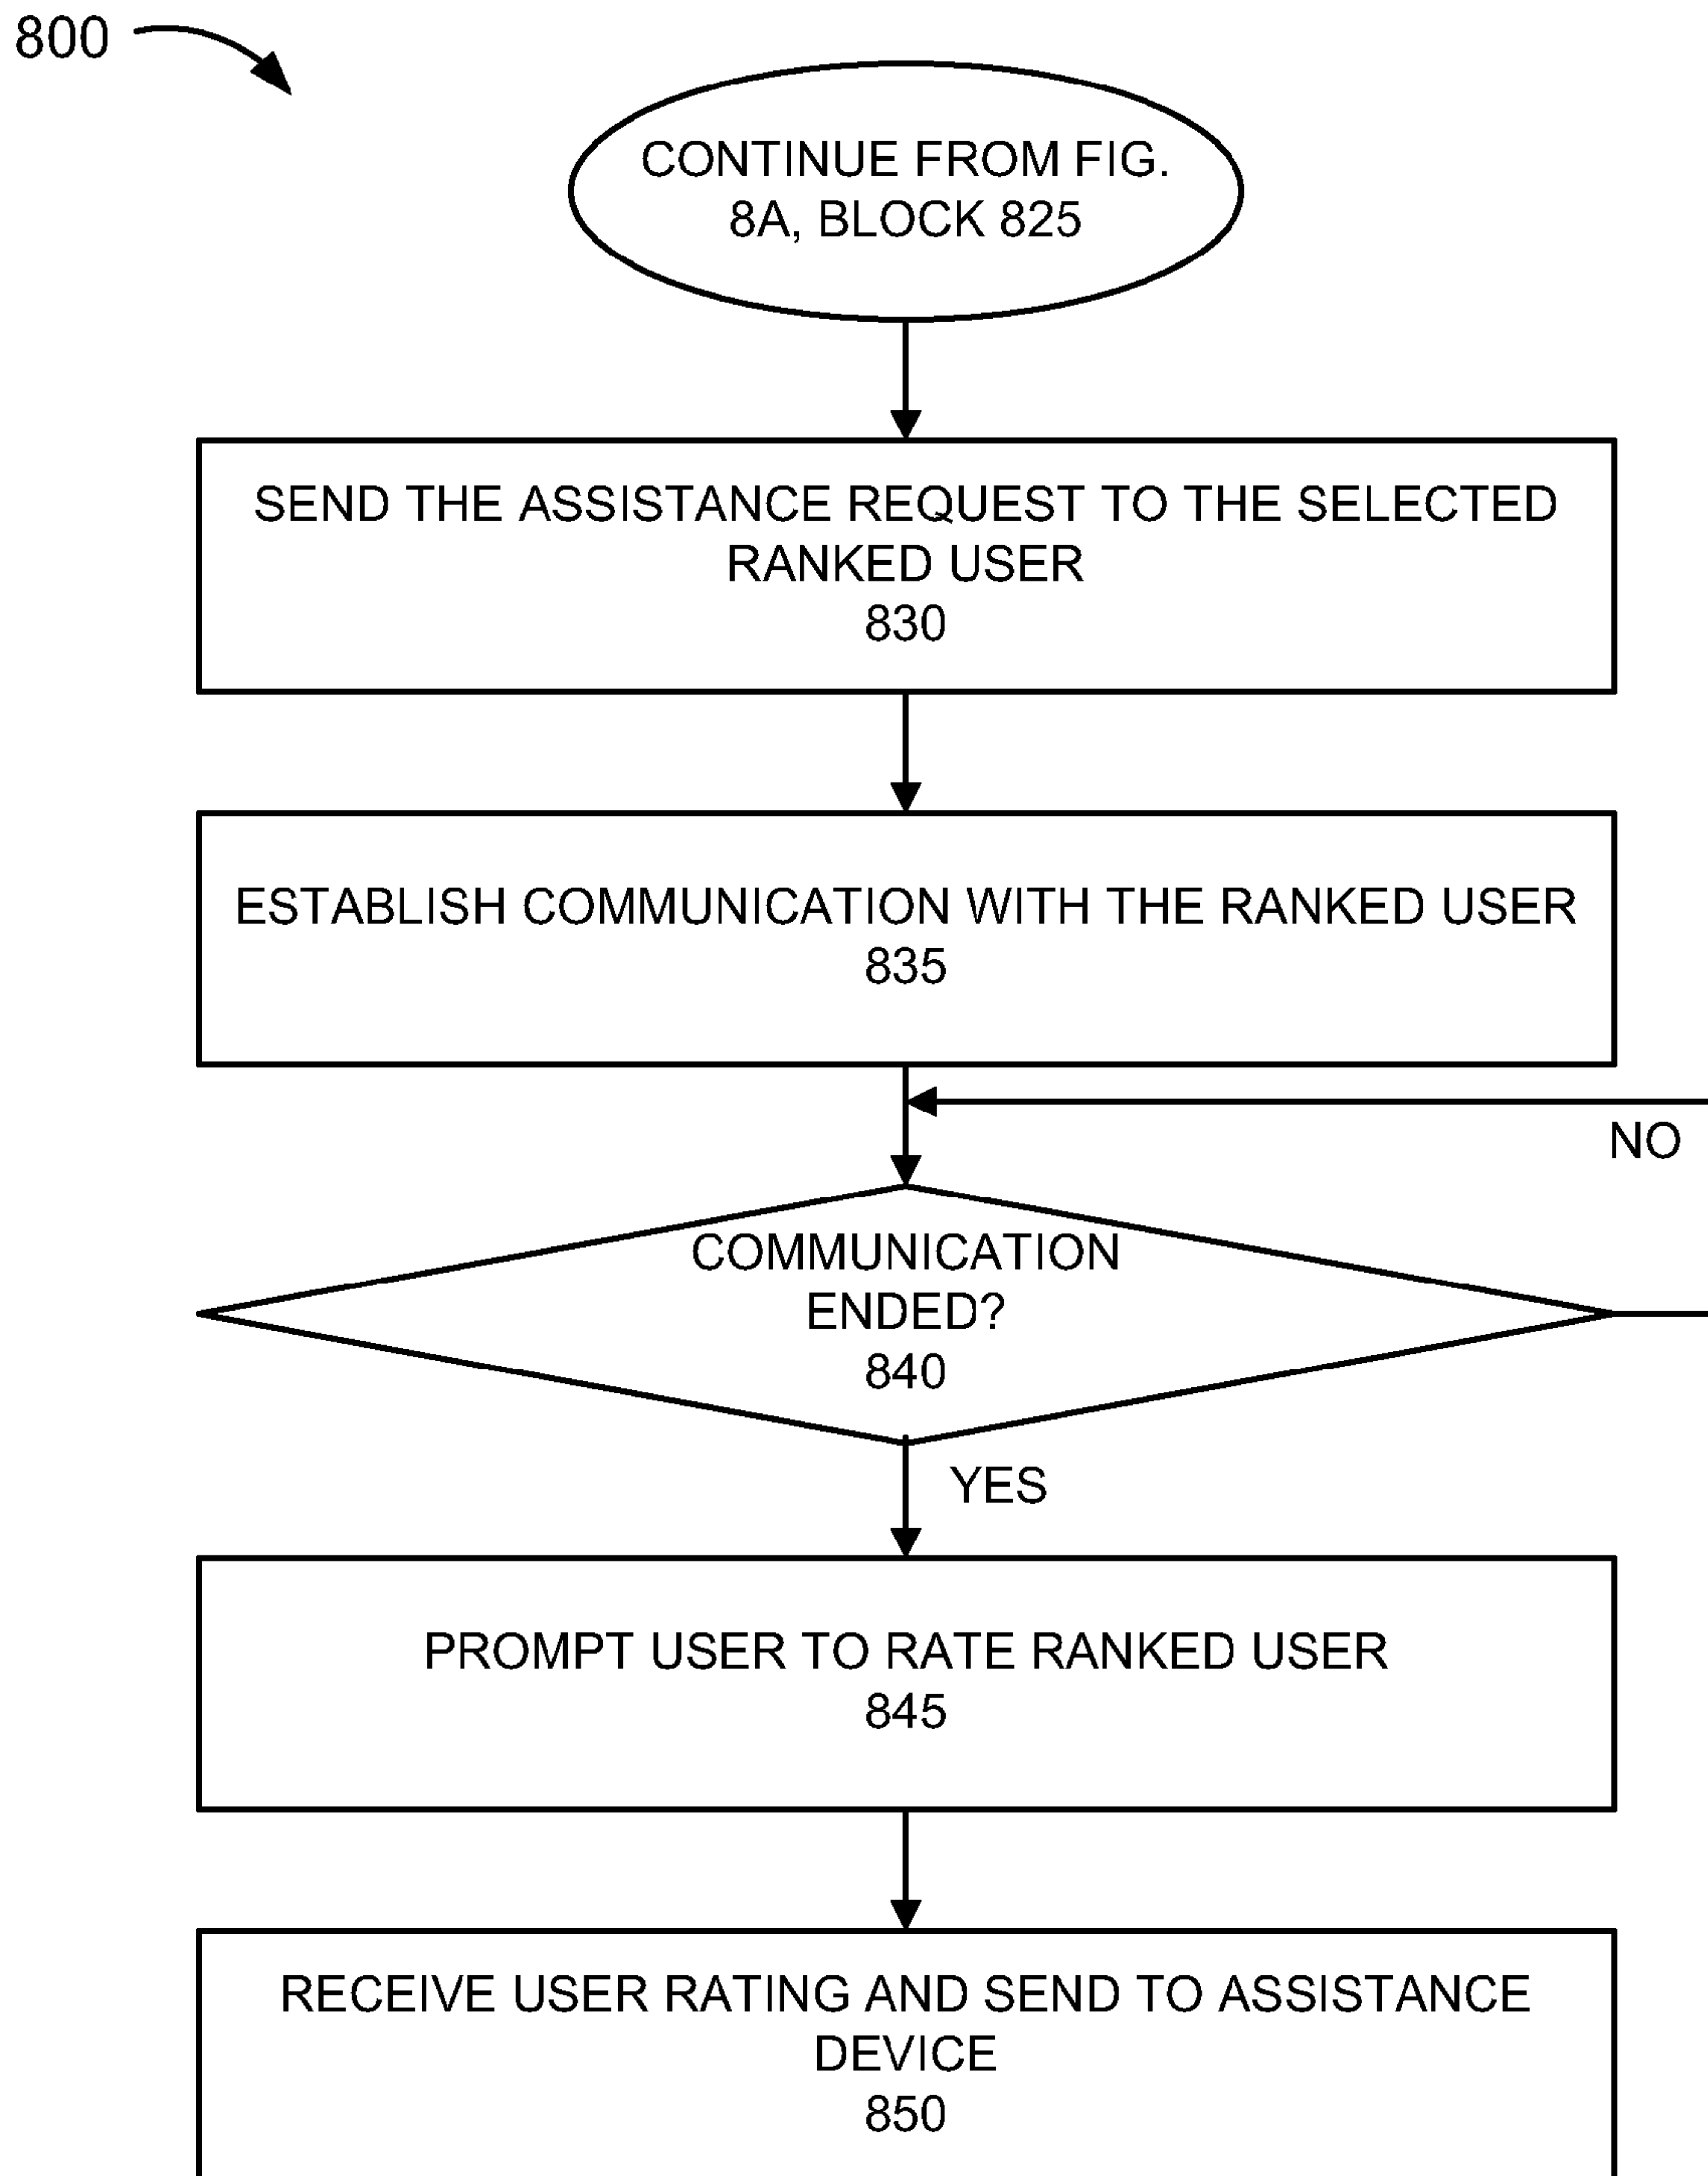 800
CONTINUE FROM FIG.
8A, BLOCK 825
SEND THE ASSISTANCE REQUEST TO THE SELECTED
RANKED USER
830
ESTABLISH COMMUNICATION WITH THE RANKED USER
835
NO
COMMUNICATION
ENDED?
840
YES
PROMPT USER TO RATE RANKED USER
845
RECEIVE USER RATING AND SEND TO ASSISTANCE
DEVICE
850